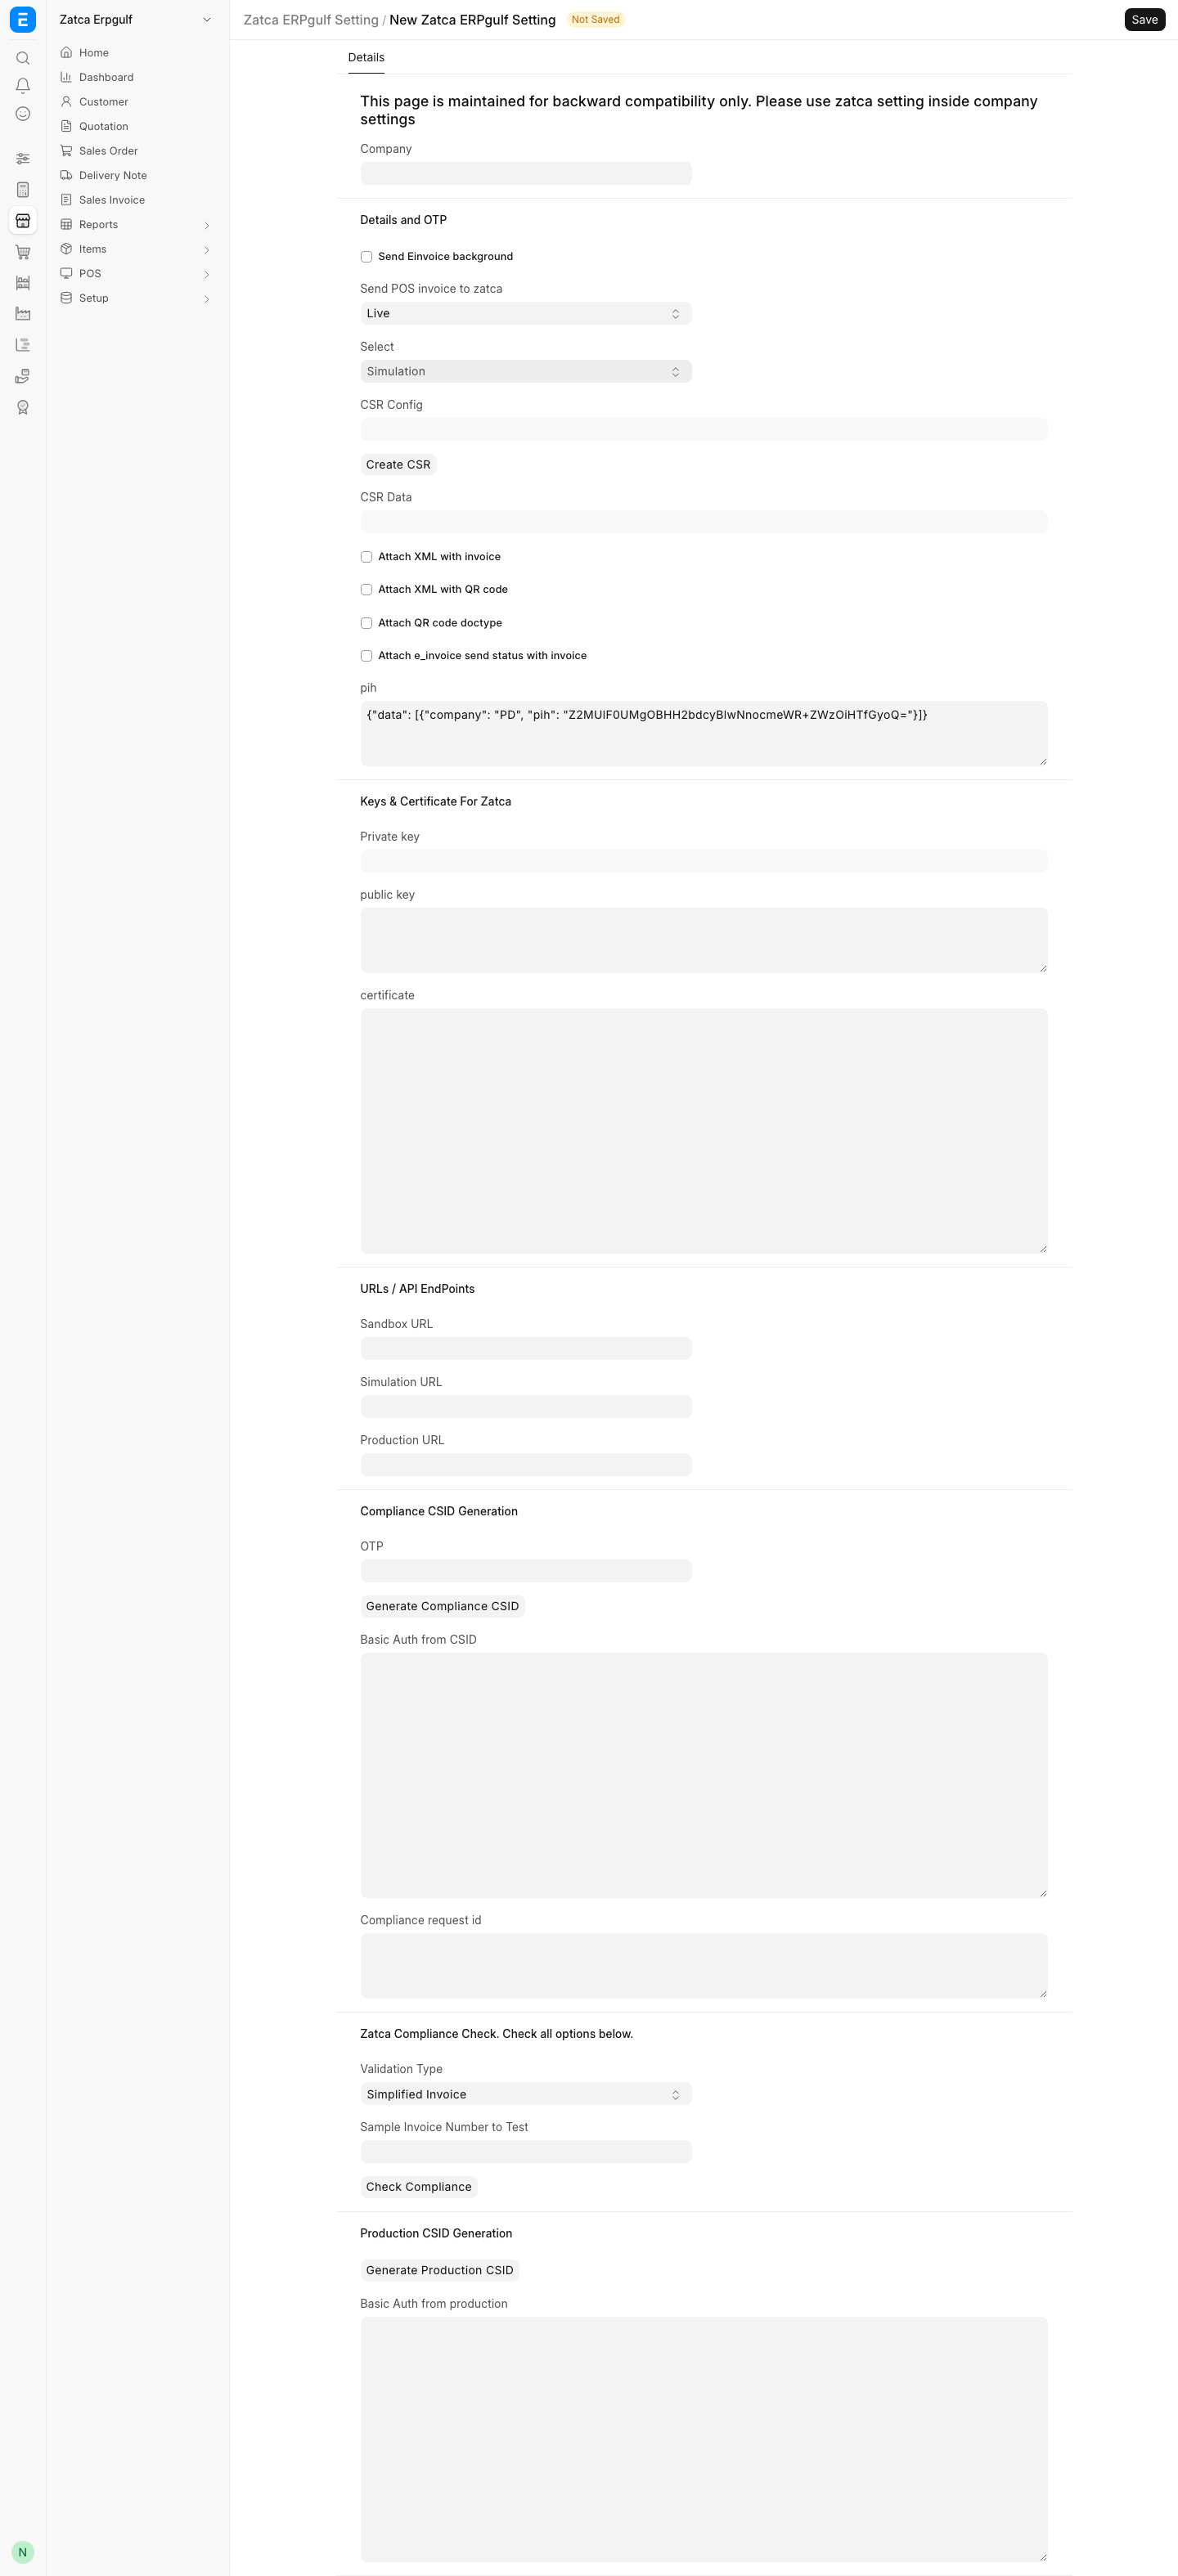 E
Zatca Erpgulf
Home
Dashboard
Customer
Quotation
Sales Order
Delivery Note
Sales Invoice
Reports
Items
POS
Setup
N
Zatca ERPgulf Setting / New Zatca ERPgulf Setting Not Saved
Save
Details
This page is maintained for backward compatibility only. Please use zatca setting inside company
settings
Company
Details and OTP
Send Einvoice background
Send POS invoice to zatca
Live
Select
Simulation
CSR Config
Create CSR
CSR Data
Attach XML with invoice
Attach XML with QR code
Attach QR code doctype
Attach e_invoice send status with invoice
pih
{"data": [{"company": "PD", "pih": "Z2MUIF0UMgOBHH2bdcyBIwNnocmeWR+ZWzOiHTfGyoQ="}]}
Keys & Certificate For Zatca
Private key
public key
certificate
URLs / API EndPoints
Sandbox URL
Simulation URL
Production URL
Compliance CSID Generation
OTP
Generate Compliance CSID
Basic Auth from CSID
Compliance request id
Zatca Compliance Check. Check all options below.
Validation Type
Simplified Invoice
Sample Invoice Number to Test
Check Compliance
Production CSID Generation
Generate Production CSID
Basic Auth from production